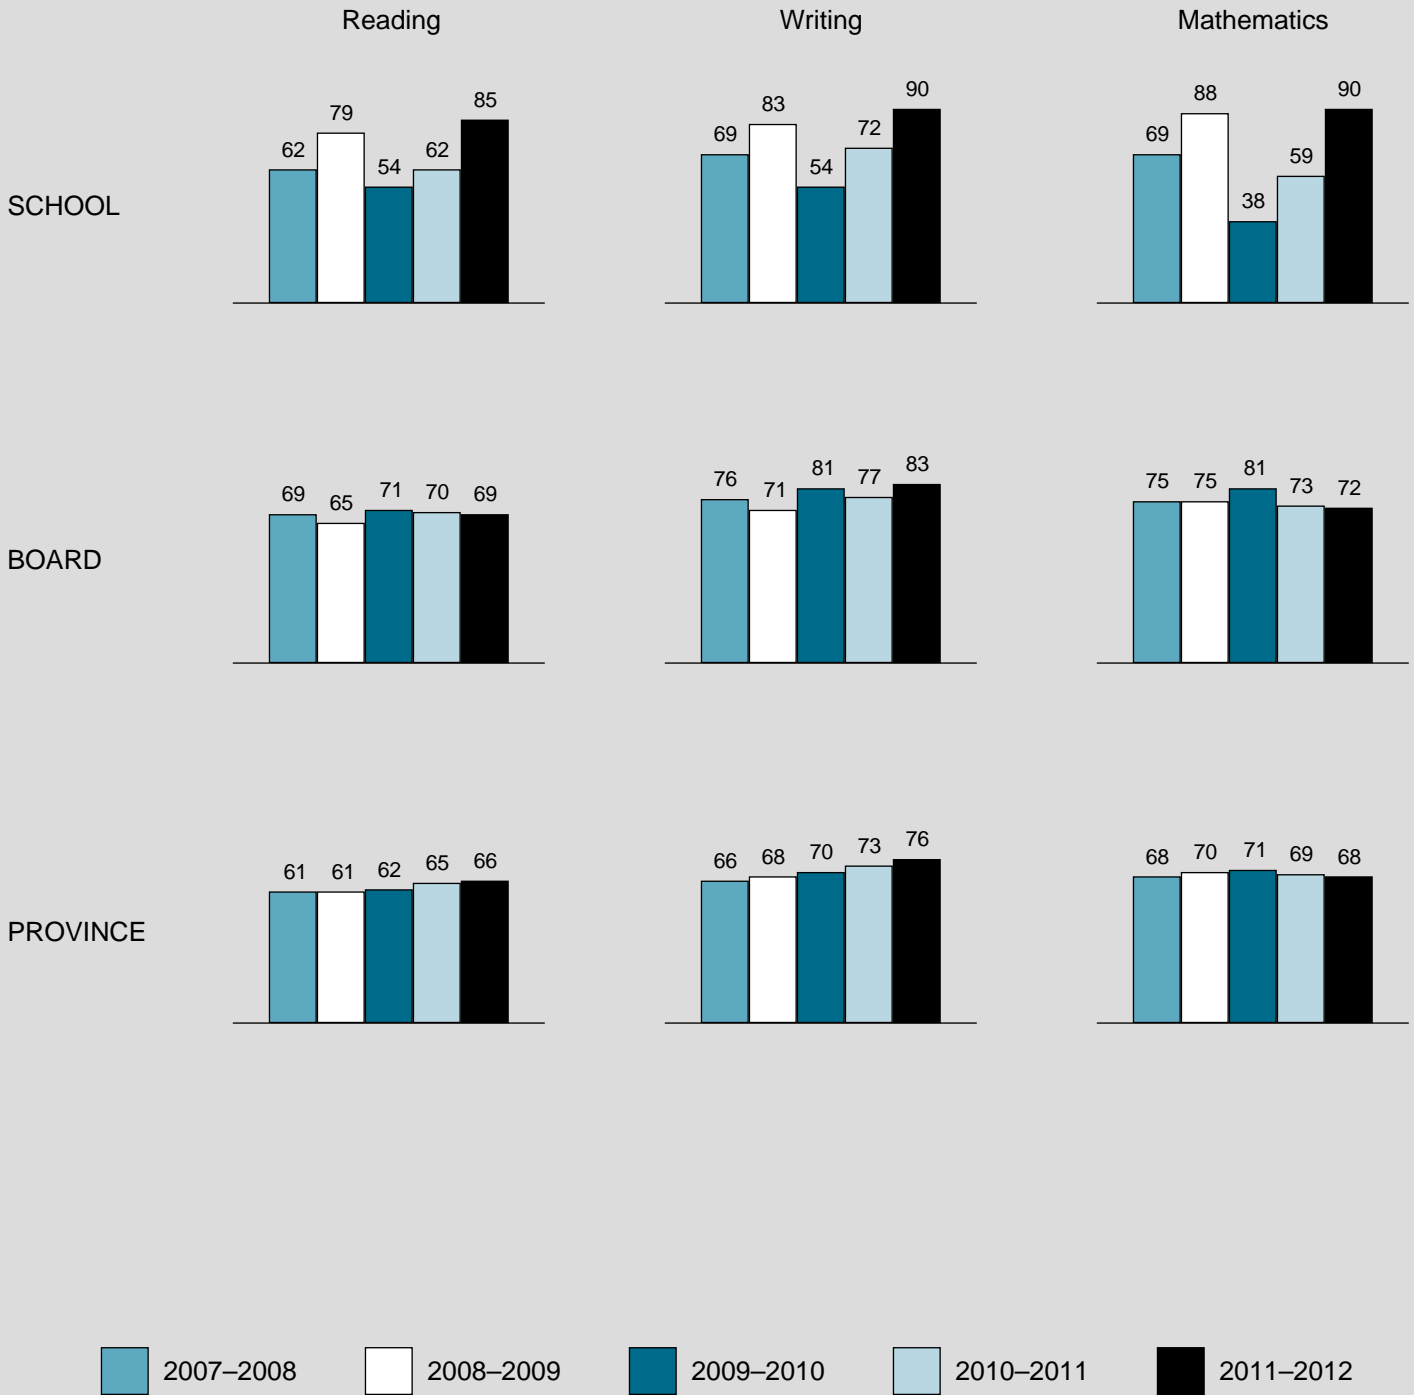 Reading Writing Mathematics
62 79 54 62 85
69 83 54 72 90
69 88 38 59 90
SCHOOL
69 65 71 70 69
76 71 81 77 83
75 75 81 73 72
BOARD
61 61 62 65 66
66 68 70 73 76
68 70 71 69 68
PROVINCE
2007–2008 2008–2009 2009–2010 2010–2011 2011–2012